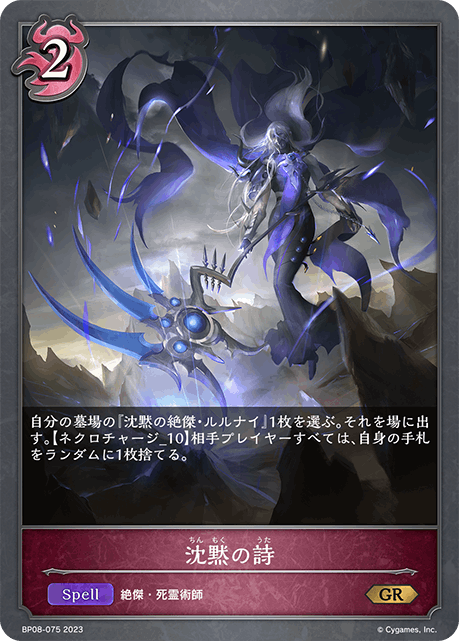 2
自分の墓場の『沈黙の絶傑・ルルナイ』1枚を選ぶ。それを場に出
す。【ネクロチャージ_10】相手プレイヤーすべては、自身の手札
をランダムに1枚捨てる。
ちん もく うた
沈黙の詩
Spell 絶傑・死霊術師 GR
BP08-075 2023 © Cygames, Inc.